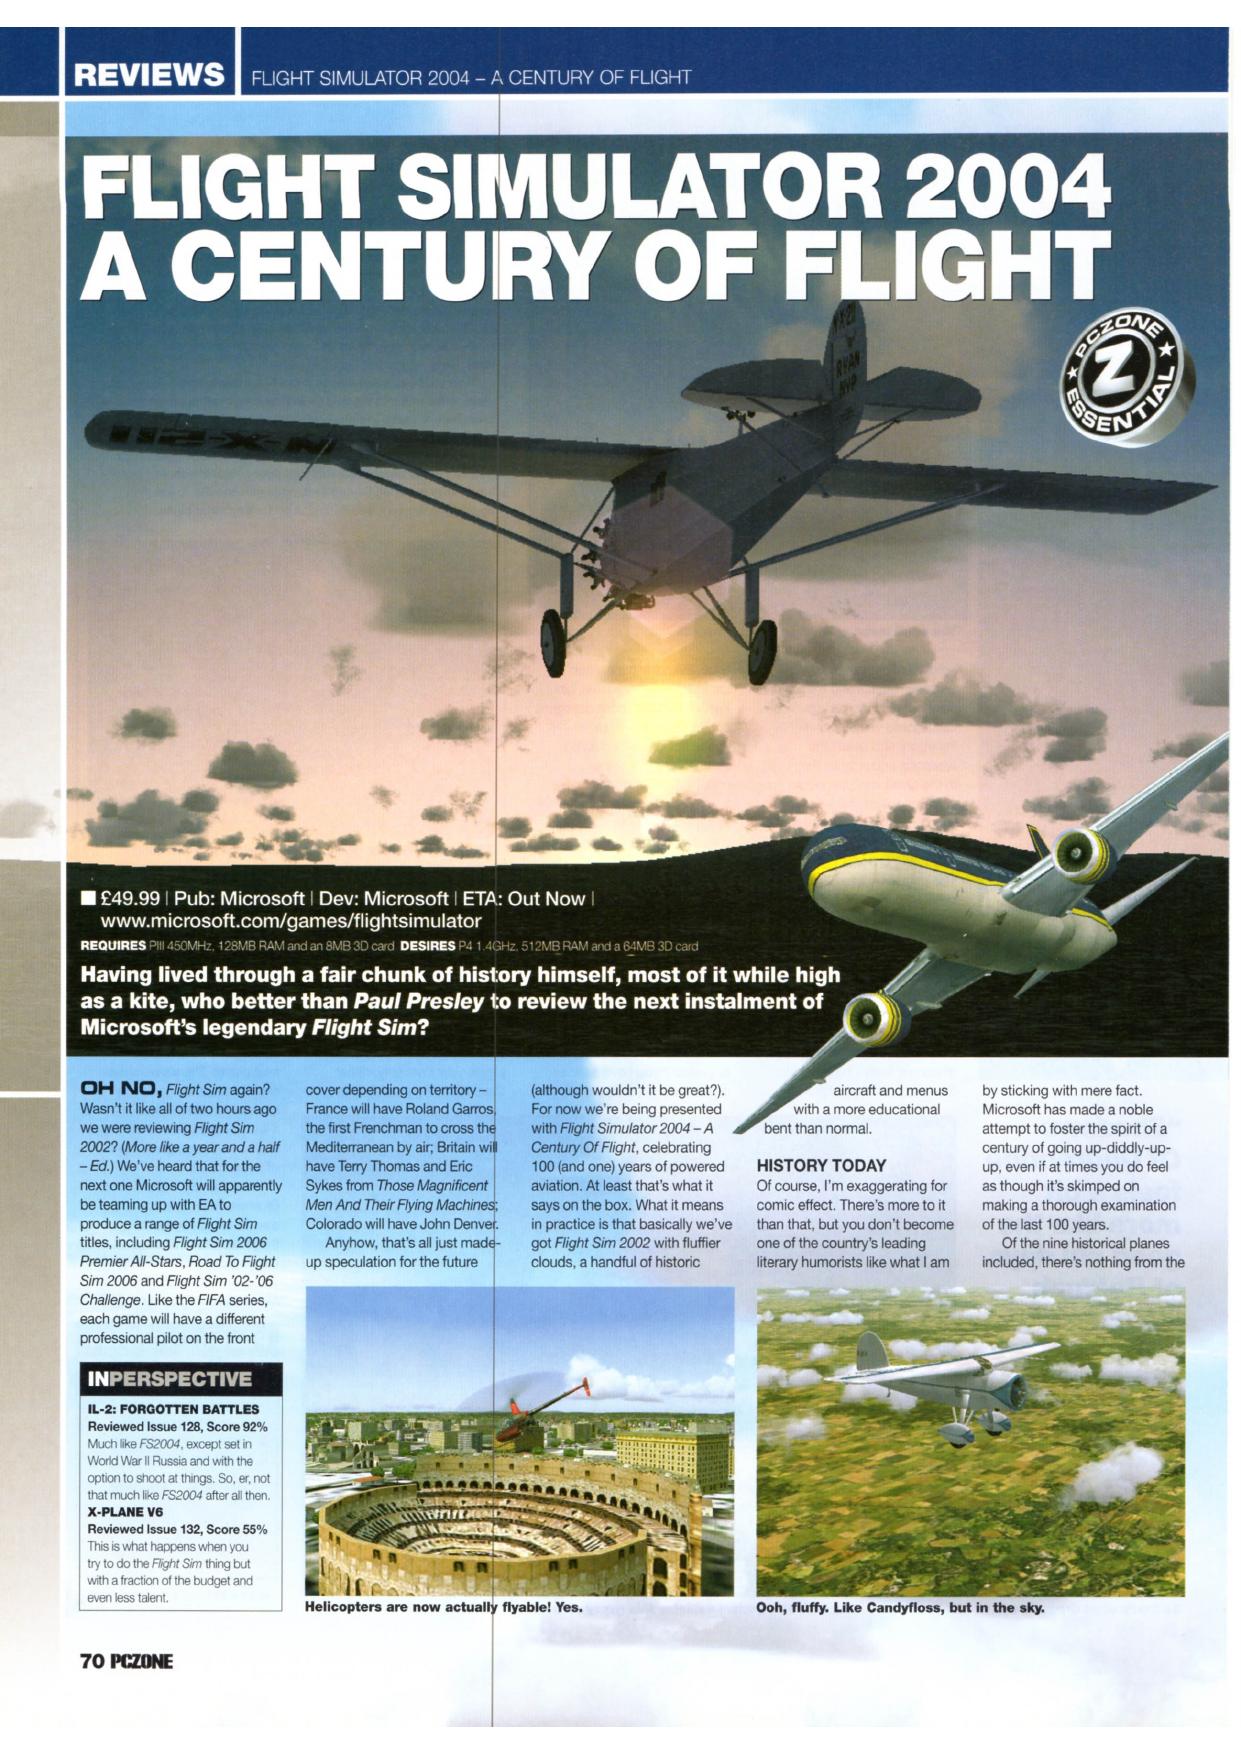 REVIEWS
FLIGHT SIMULATOR 2004 – A CENTURY OF FLIGHT
FLIGHT SIMULATOR 2004
A CENTURY OF FLIGHT
PCZONE
Z
ESSENTIAL
N-X-211
RYAN
NYP
■ £49.99 | Pub: Microsoft | Dev: Microsoft | ETA: Out Now |
www.microsoft.com/games/flightsimulator
REQUIRES PIII 450MHz, 128MB RAM and an 8MB 3D card DESIRES P4 1.4GHz, 512MB RAM and a 64MB 3D card
Having lived through a fair chunk of history himself, most of it while high
as a kite, who better than Paul Presley to review the next instalment of
Microsoft's legendary Flight Sim?
OH NO, Flight Sim again?
Wasn't it like all of two hours ago
we were reviewing Flight Sim
2002? (More like a year and a half
– Ed.) We've heard that for the
next one Microsoft will apparently
be teaming up with EA to
produce a range of Flight Sim
titles, including Flight Sim 2006
Premier All-Stars, Road To Flight
Sim 2006 and Flight Sim '02-'06
Challenge. Like the FIFA series,
each game will have a different
professional pilot on the front
cover depending on territory –
France will have Roland Garros,
the first Frenchman to cross the
Mediterranean by air; Britain will
have Terry Thomas and Eric
Sykes from Those Magnificent
Men And Their Flying Machines;
Colorado will have John Denver.
Anyhow, that's all just made-
up speculation for the future
(although wouldn't it be great?).
For now we're being presented
with Flight Simulator 2004 – A
Century Of Flight, celebrating
100 (and one) years of powered
aviation. At least that's what it
says on the box. What it means
in practice is that basically we've
got Flight Sim 2002 with fluffier
clouds, a handful of historic
aircraft and menus
with a more educational
bent than normal.
HISTORY TODAY
Of course, I'm exaggerating for
comic effect. There's more to it
than that, but you don't become
one of the country's leading
literary humorists like what I am
by sticking with mere fact.
Microsoft has made a noble
attempt to foster the spirit of a
century of going up-diddly-up-
up, even if at times you do feel
as though it's skimped on
making a thorough examination
of the last 100 years.
Of the nine historical planes
included, there's nothing from the
INPERSPECTIVE
IL-2: FORGOTTEN BATTLES
Reviewed Issue 128, Score 92%
Much like FS2004, except set in
World War II Russia and with the
option to shoot at things. So, er, not
that much like FS2004 after all then.
X-PLANE V6
Reviewed Issue 132, Score 55%
This is what happens when you
try to do the Flight Sim thing but
with a fraction of the budget and
even less talent.
Helicopters are now actually flyable! Yes.
Ooh, fluffy. Like Candyfloss, but in the sky.
70 PCZONE